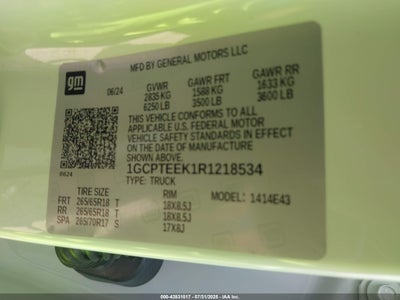 gm
MFD BY GENERAL MOTORS LLC
06/24
GVWR GAWR FRT GAWR RR
2835 KG 1588 KG 1633 KG
6250 LB 3500 LB 3600 LB
THIS VEHICLE CONFORMS TO ALL
APPLICABLE U.S. FEDERAL MOTOR
VEHICLE SAFETY STANDARDS IN EFFECT
ON THE DATE OF MANUFACTURE
SHOWN ABOVE.
1GCPTEEK1R1218534
0624
TYPE: TRUCK
MODEL: 1414E43
TIRE SIZE RIM
FRT 265/65R18 T 18X8.5J
RR 265/65R18 T 18X8.5J
SPA 265/70R17 S 17X8J
000-42831017 - 07/31/2025 - IAA Inc.